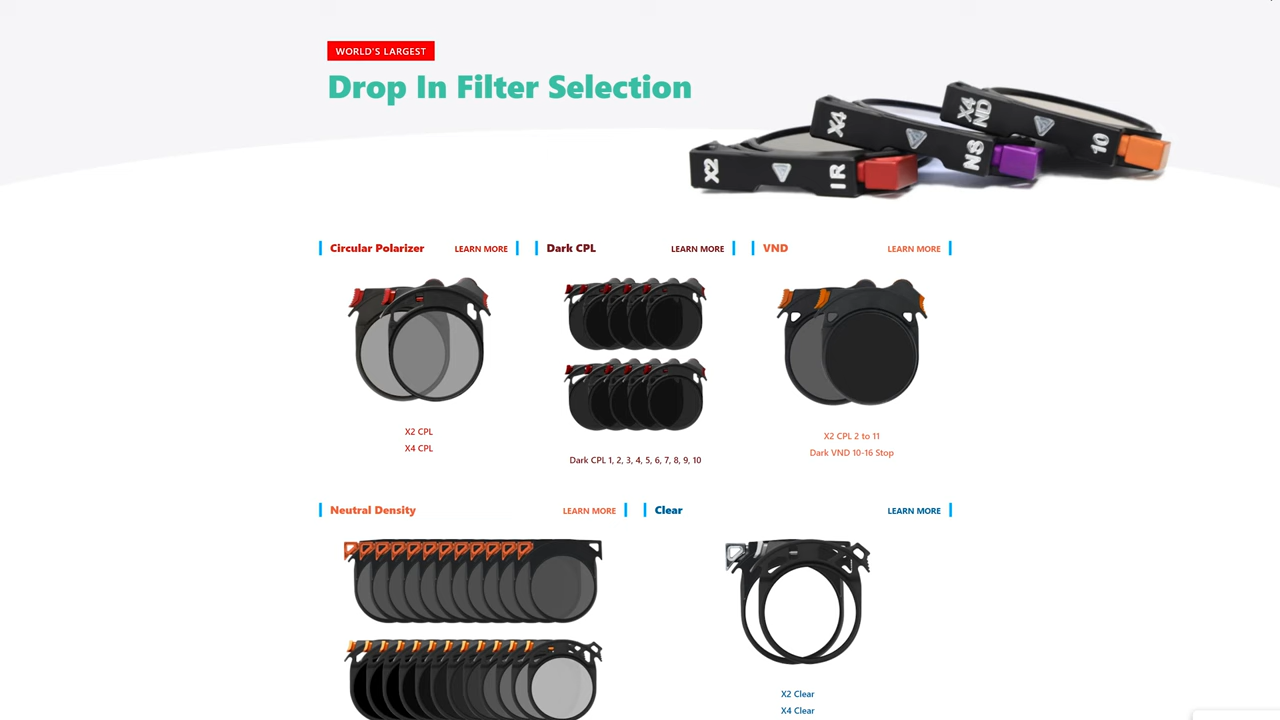 WORLD'S LARGEST
Drop In Filter Selection
X2 IR
X4 N8
X4 ND 10
Circular Polarizer LEARN MORE
Dark CPL LEARN MORE
VND LEARN MORE
X2 CPL
X4 CPL
Dark CPL 1, 2, 3, 4, 5, 6, 7, 8, 9, 10
X2 CPL 2 to 11
Dark VND 10-16 Stop
Neutral Density LEARN MORE
Clear LEARN MORE
X2 Clear
X4 Clear